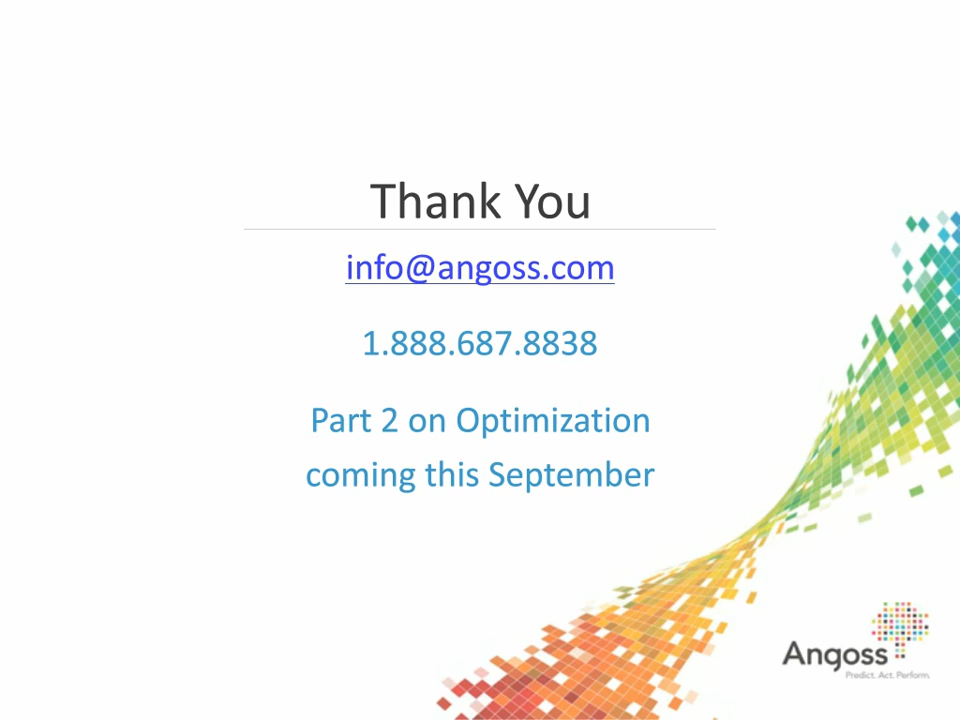 Thank You
info@angoss.com
1.888.687.8838
Part 2 on Optimization
coming this September
Angoss
Predict. Act. Perform.